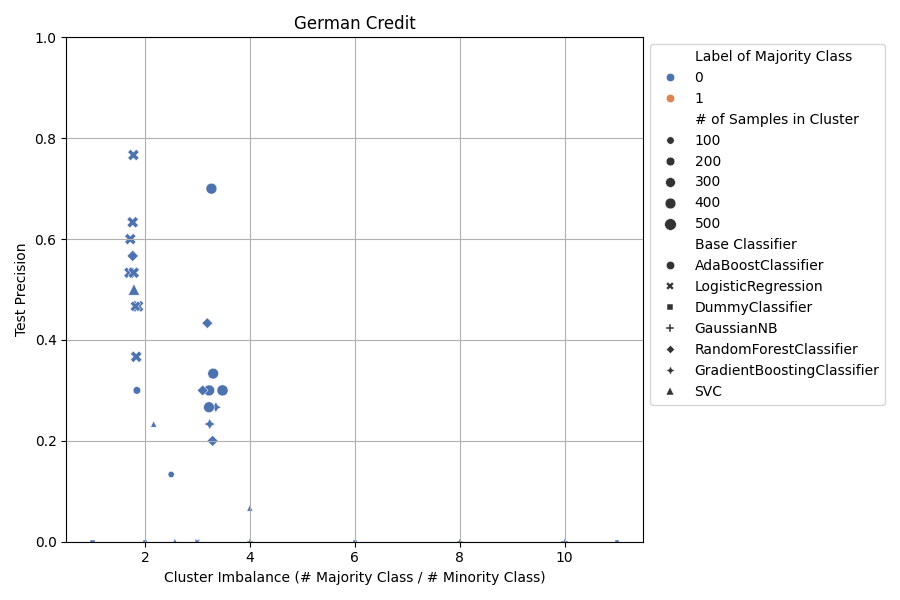 German Credit
Test Precision
1.0
0.8
0.6
0.4
0.2
0.0
2
4
6
8
10
Cluster Imbalance (# Majority Class / # Minority Class)
Label of Majority Class
0
1
# of Samples in Cluster
100
200
300
400
500
Base Classifier
AdaBoostClassifier
LogisticRegression
DummyClassifier
GaussianNB
RandomForestClassifier
GradientBoostingClassifier
SVC